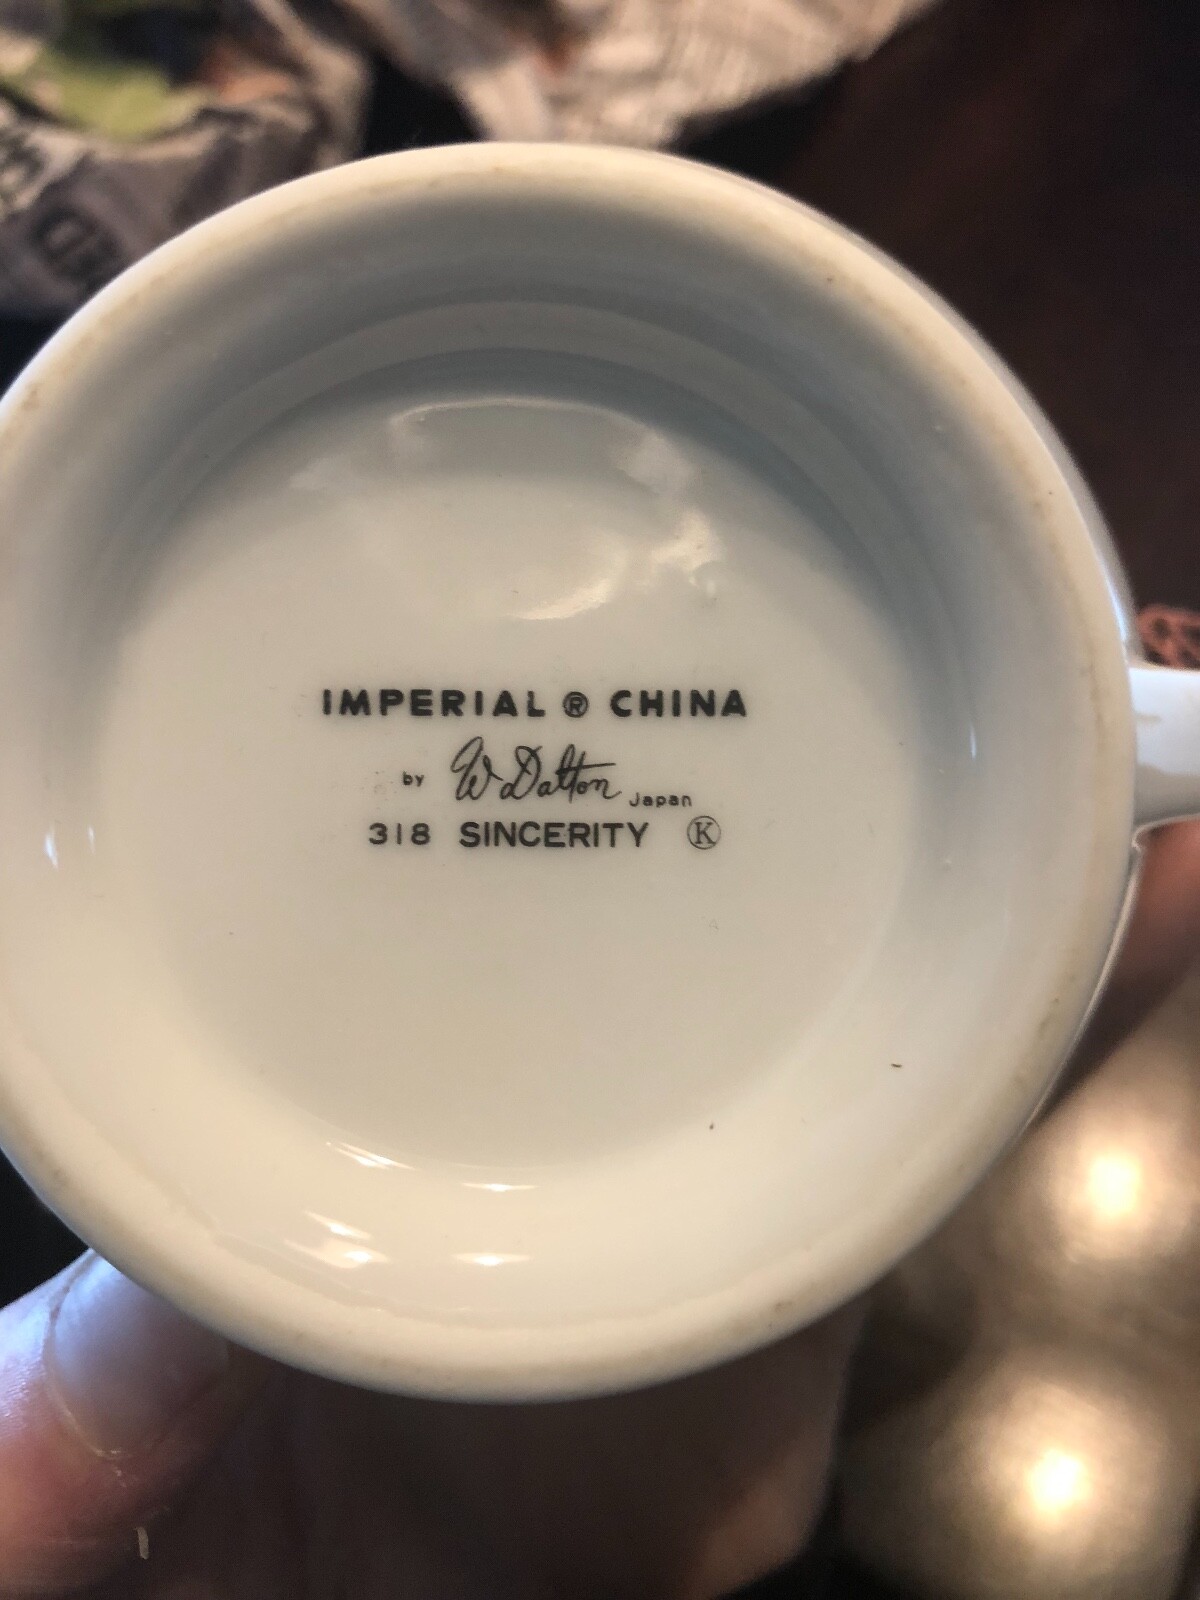 IMPERIAL ® CHINA
by W Dalton Japan
318 SINCERITY Ⓚ